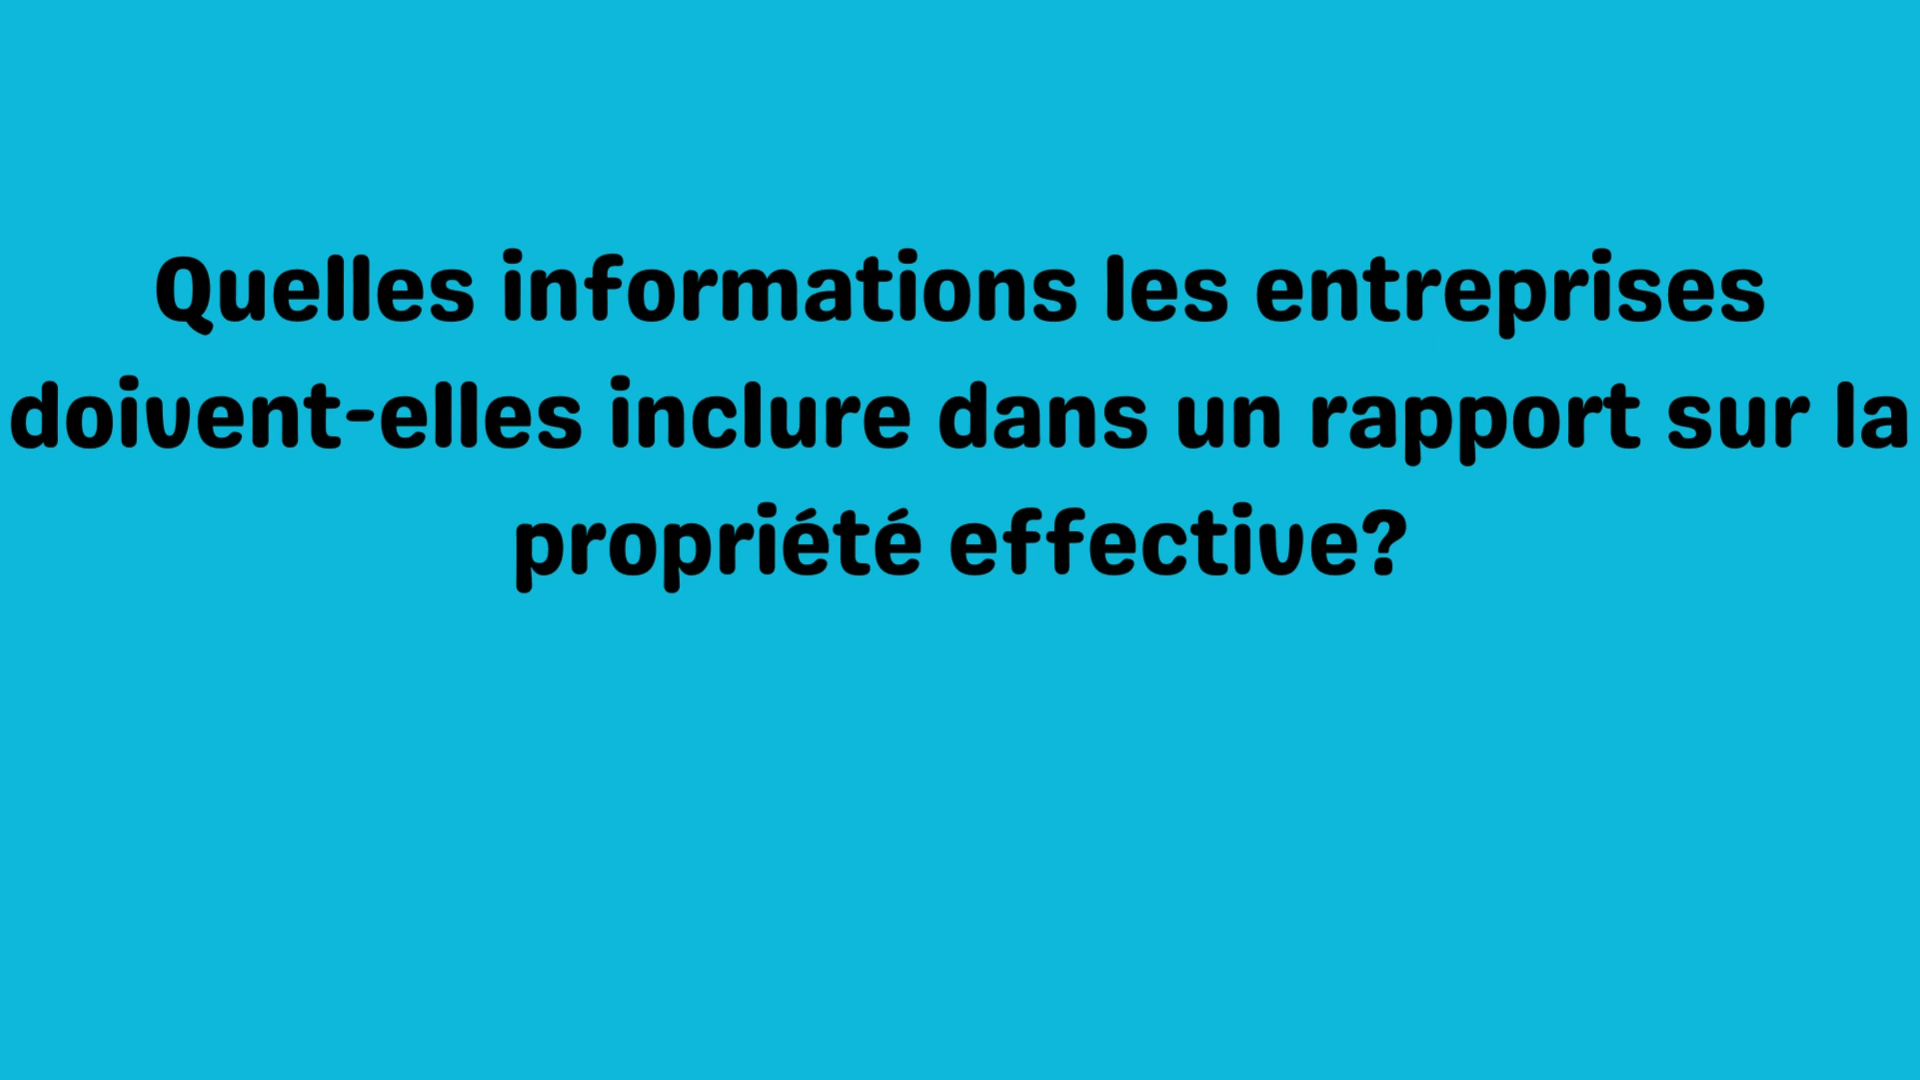 Quelles informations les entreprises
doivent-elles inclure dans un rapport sur la
propriété effective?